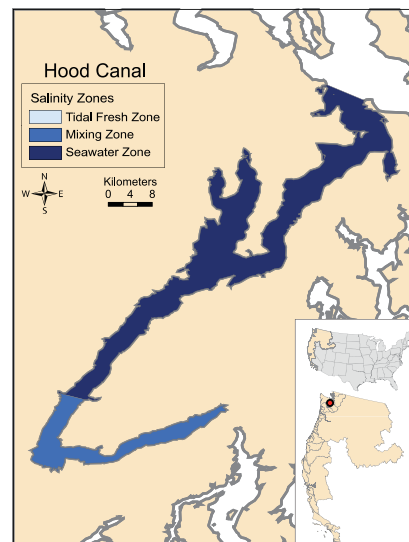 Hood Canal
Salinity Zones
Tidal Fresh Zone
Mixing Zone
Seawater Zone
N
W E
S
Kilometers
0 4 8